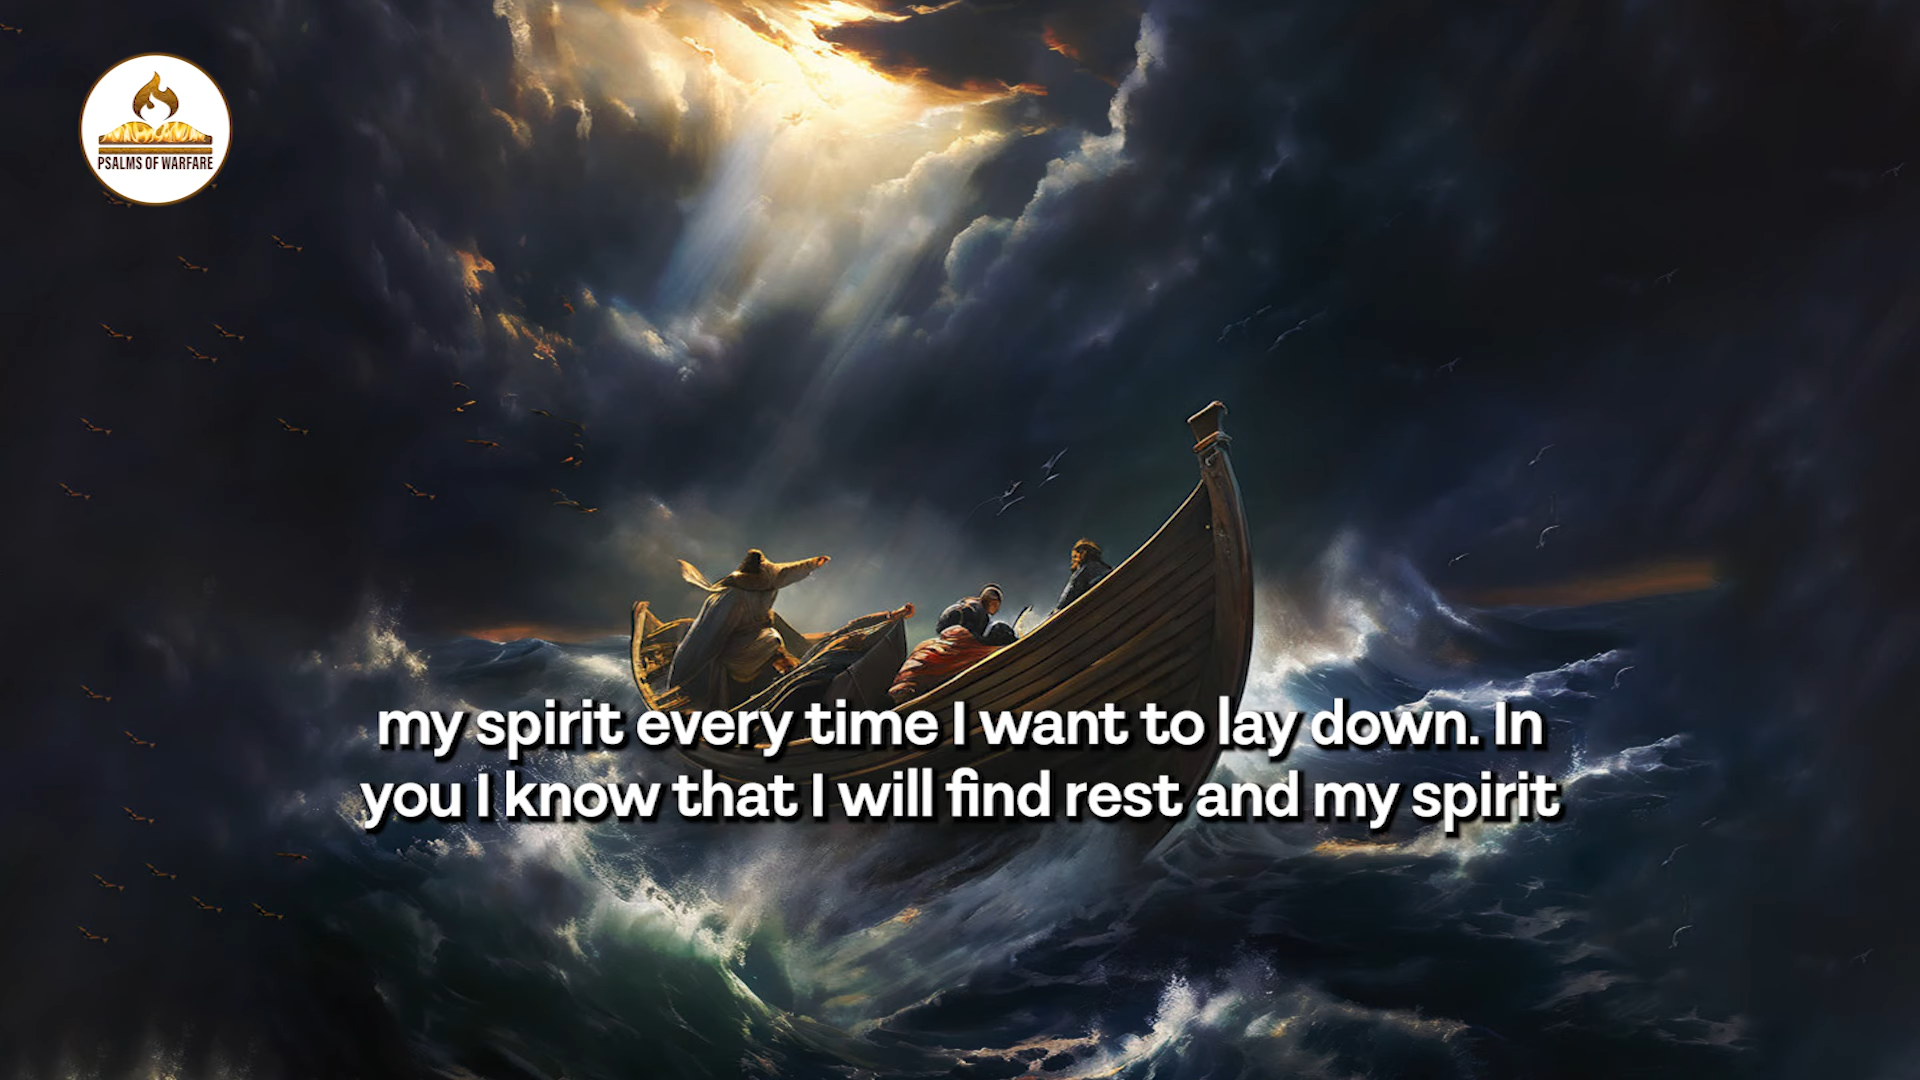 PSALMS OF WARFARE
my spirit every time I want to lay down. In
you I know that I will find rest and my spirit